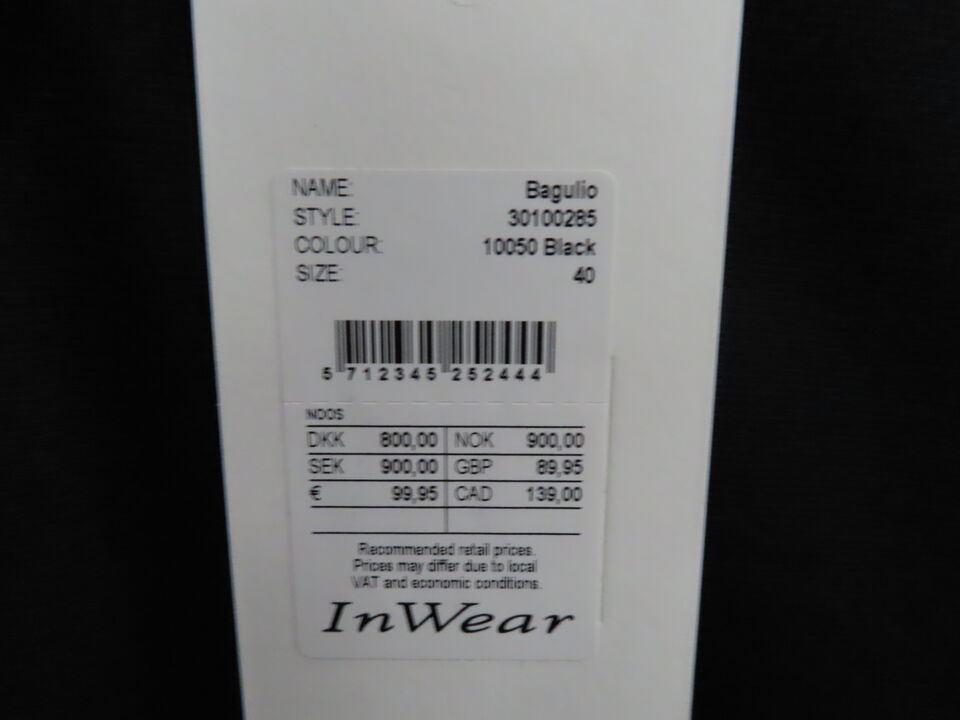 NAME: Bagulio
STYLE: 30100285
COLOUR: 10050 Black
SIZE: 40
5 712345 252444
NOOS
DKK 800,00 NOK 900,00
SEK 900,00 GBP 89,95
€ 99,95 CAD 139,00
Recommended retail prices.
Prices may differ due to local
VAT and economic conditions.
InWear